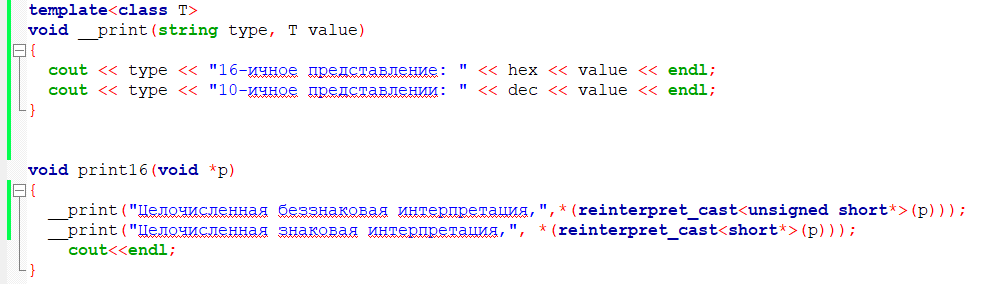 template<class T>
void __print(string type, T value)
{
cout << type << "16-ичное представление: " << hex << value << endl;
cout << type << "10-ичное представлении: " << dec << value << endl;
}
void print16(void *p)
{
__print("Целочисленная беззнаковая интерпретация,",*(reinterpret_cast<unsigned short*>(p)));
__print("Целочисленная знаковая интерпретация,", *(reinterpret_cast<short*>(p)));
cout<<endl;
}